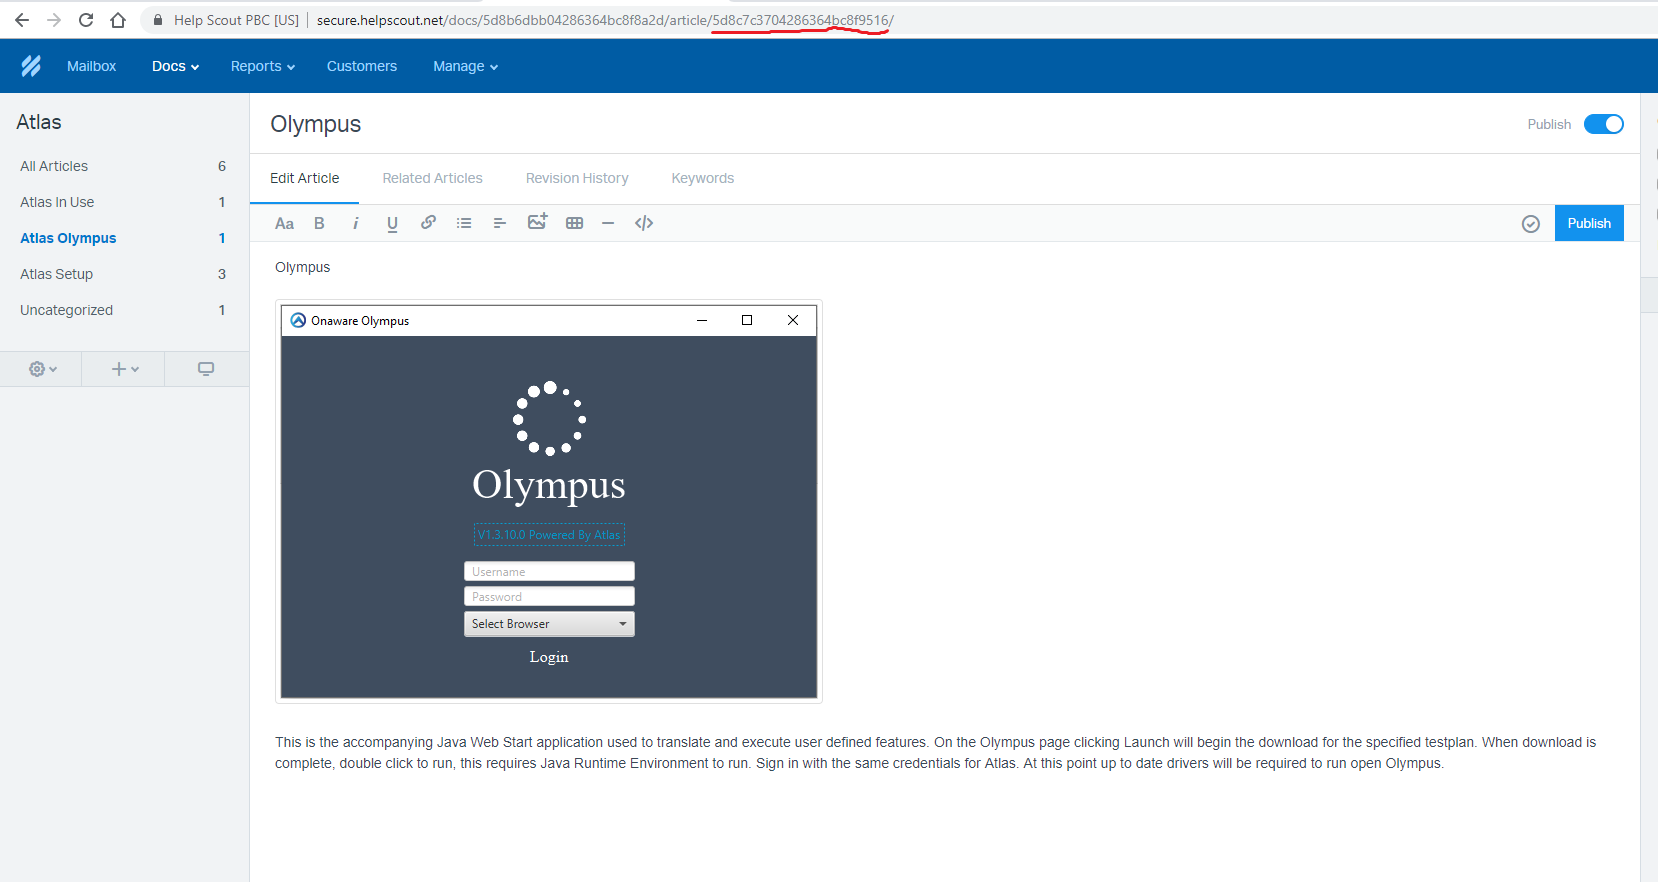 Help Scout PBC [US] | secure.helpscout.net/docs/5d8b6dbb04286364bc8f8a2d/article/5d8c7c3704286364bc8f9516/
Mailbox Docs Reports Customers Manage
Atlas
All Articles 6
Atlas In Use 1
Atlas Olympus 1
Atlas Setup 3
Uncategorized 1
Olympus
Publish
Edit Article Related Articles Revision History Keywords
Aa B i U </> Publish
Olympus
Onaware Olympus
Olympus
V1.3.10.0 Powered By Atlas
Username
Password
Select Browser
Login
This is the accompanying Java Web Start application used to translate and execute user defined features. On the Olympus page clicking Launch will begin the download for the specified testplan. When download is
complete, double click to run, this requires Java Runtime Environment to run. Sign in with the same credentials for Atlas. At this point up to date drivers will be required to run open Olympus.